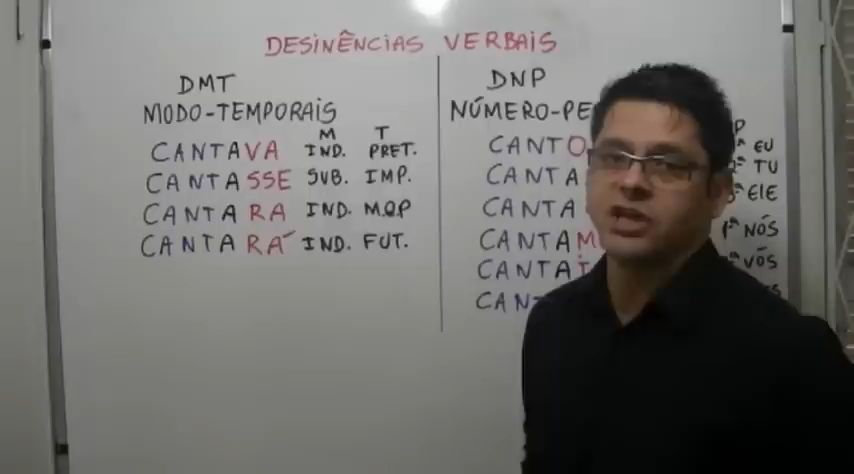 DESINÊNCIAS VERBAIS
DMT
MODO-TEMPORAIS
M T
CANTAVA IND. PRET.
CANTASSE SUB. IMP.
CANTARA IND. M.Q.P
CANTARÁ IND. FUT.
DNP
NÚMERO-PE
CANTO ª EU
CANTA ª TU
CANTA ª ELE
CANTAM 1ª NÓS
CANTAI ª VÓS
CANT